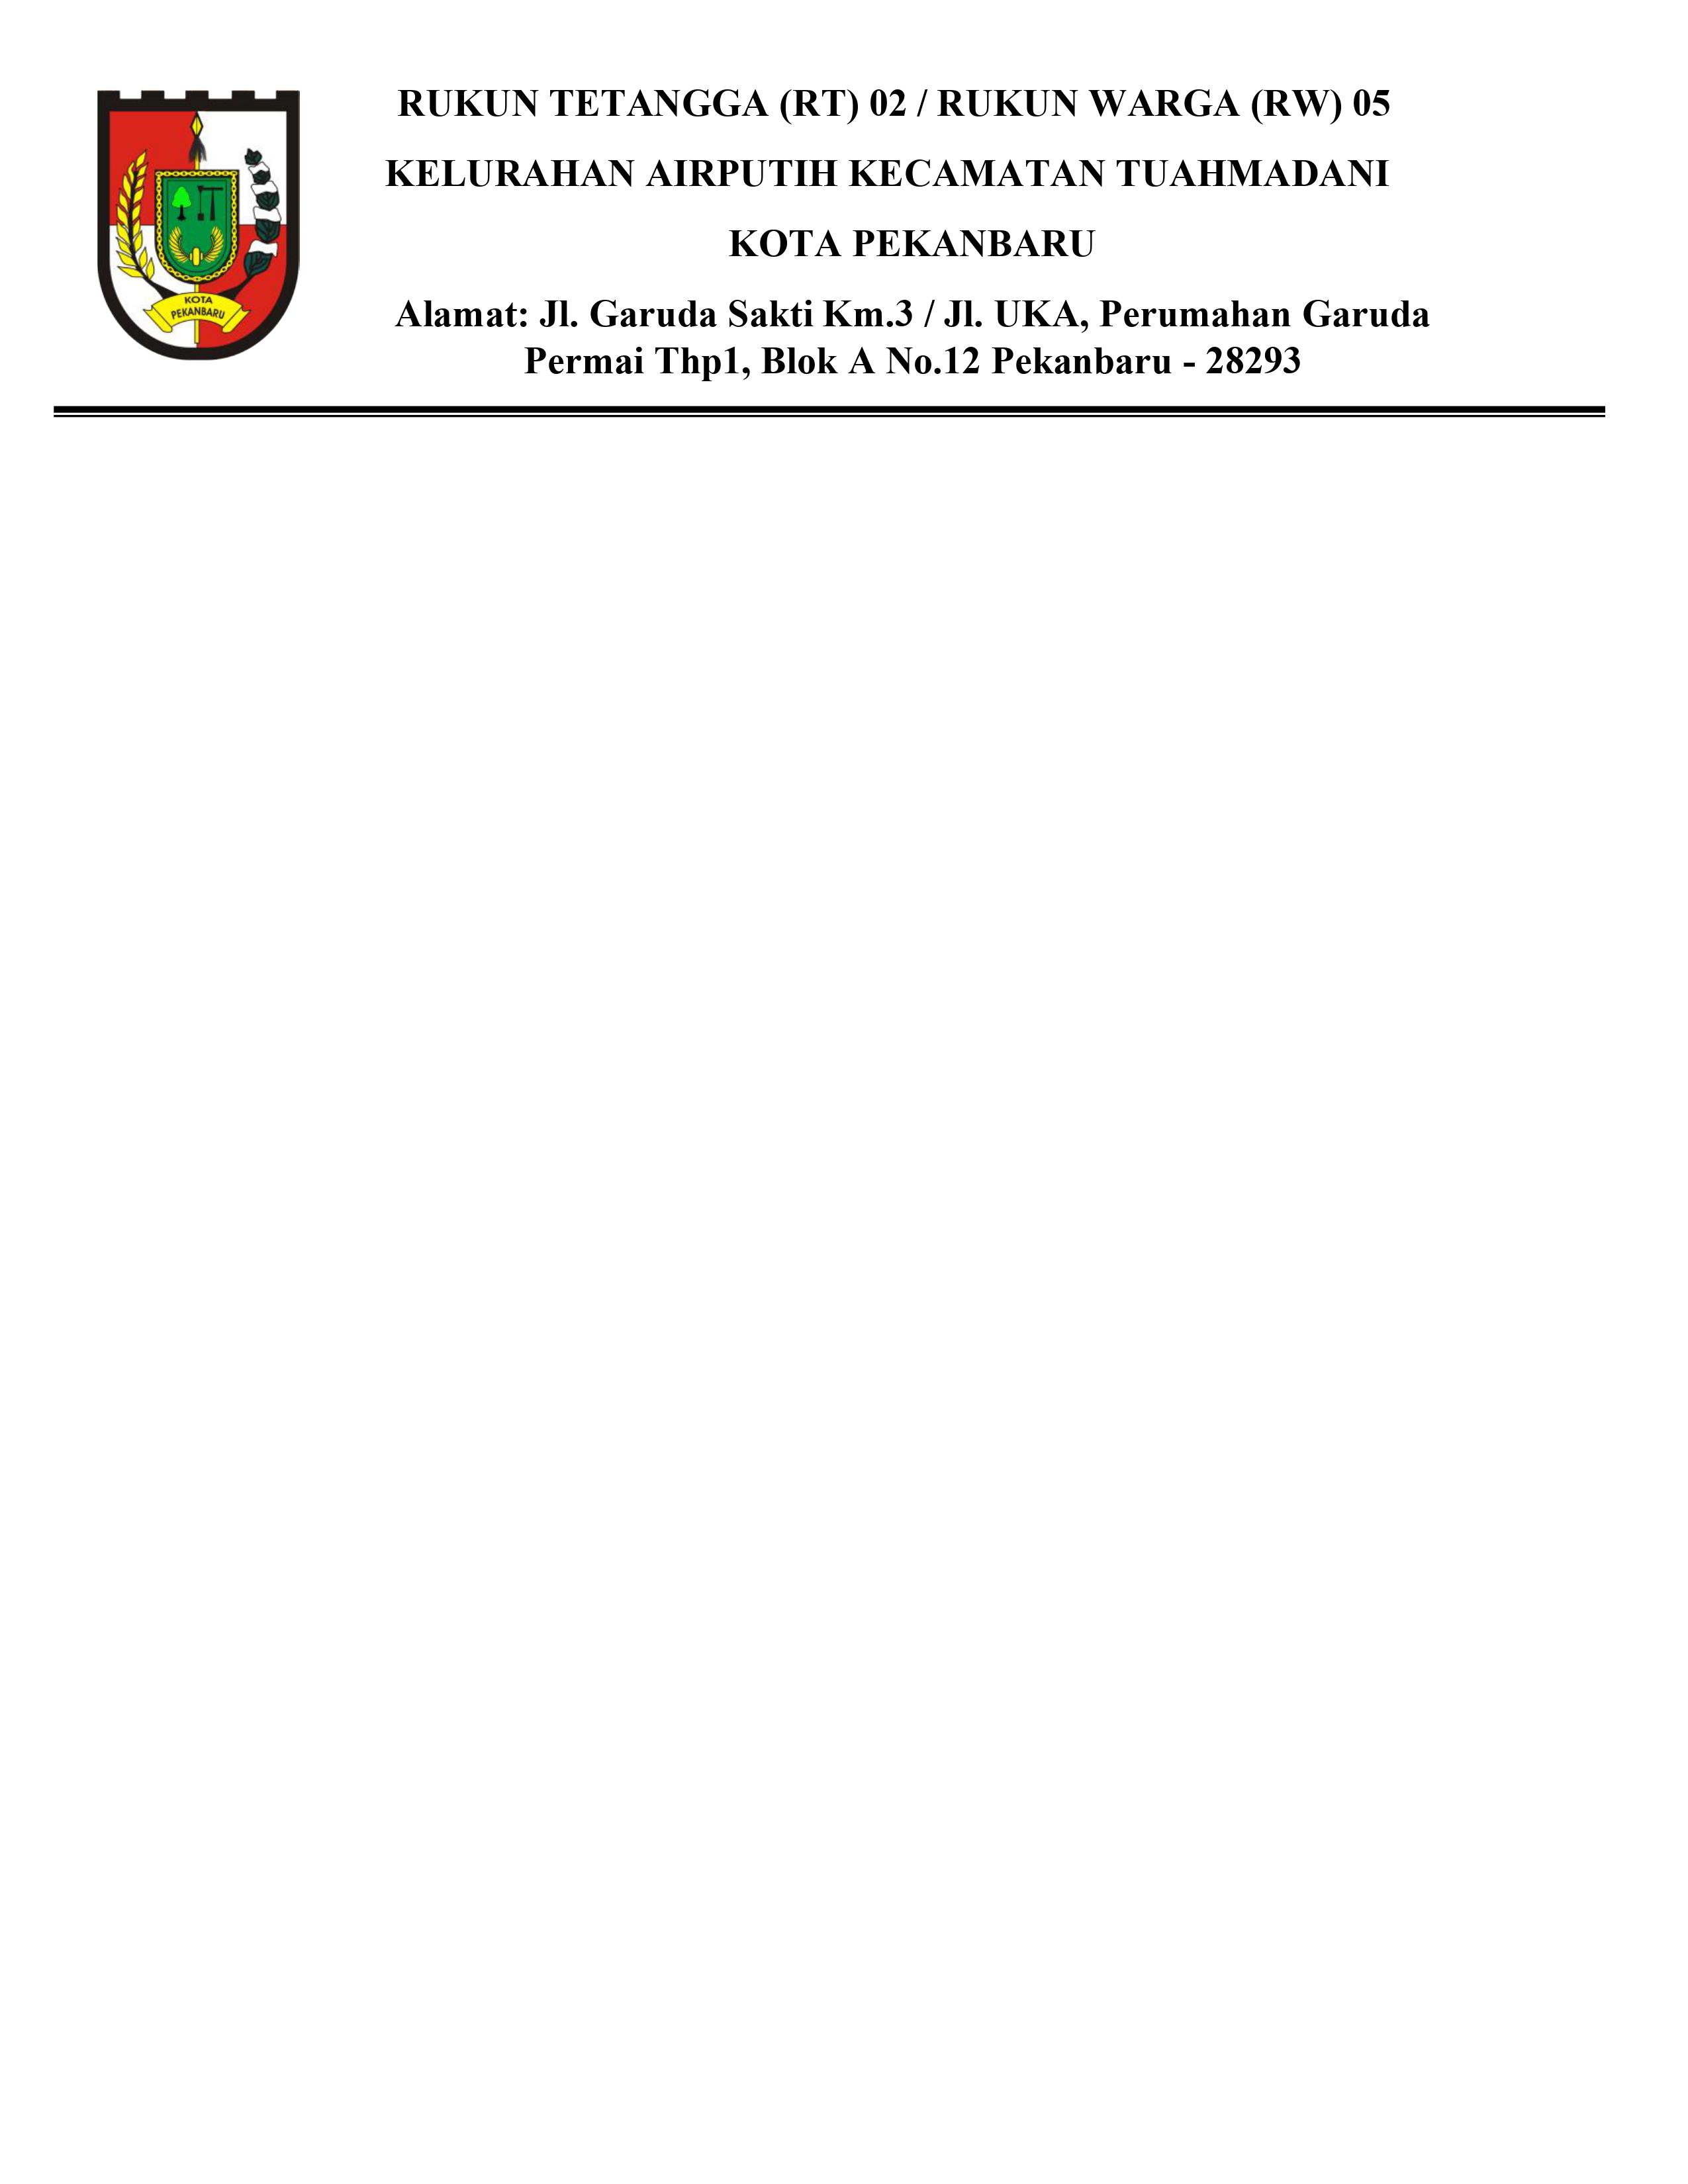 RUKUN TETANGGA (RT) 02 / RUKUN WARGA (RW) 05
KELURAHAN AIRPUTIH KECAMATAN TUAHMADANI
KOTA PEKANBARU
Alamat: Jl. Garuda Sakti Km.3 / Jl. UKA, Perumahan Garuda
Permai Thp1, Blok A No.12 Pekanbaru - 28293
KOTA
PEKANBARU